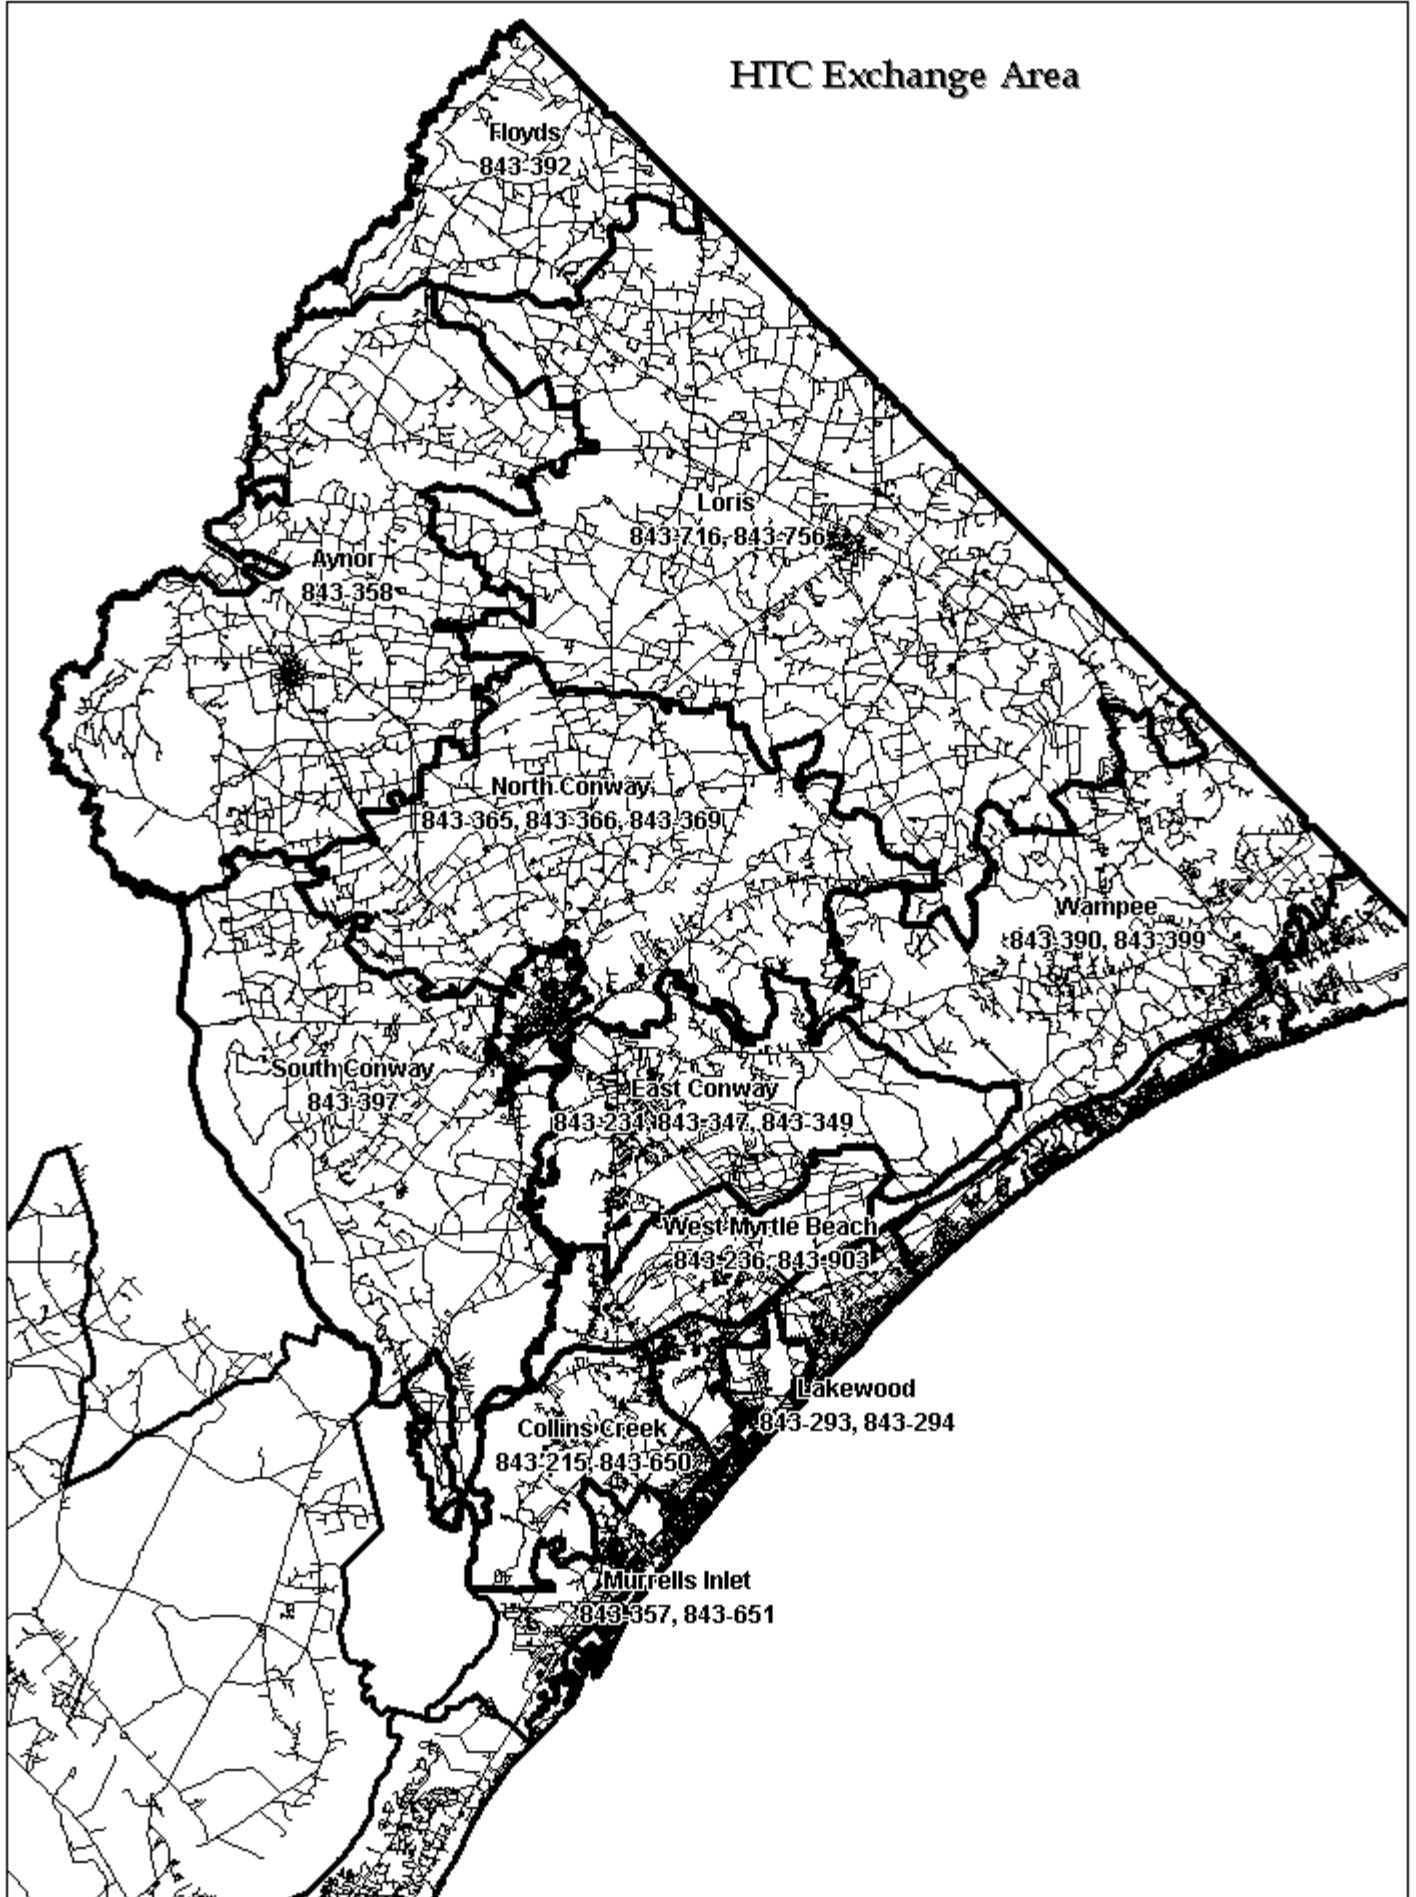 HTC Exchange Area
Floyds
843-392
Loris
843-716, 843-756
Aynor
843-358
North Conway
843-365, 843-366, 843-369
Wampee
843-390, 843-399
South Conway
843-397
East Conway
843-234, 843-347, 843-349
West Myrtle Beach
843-236, 843-903
Lakewood
843-293, 843-294
Collins Creek
843-215, 843-650
Murrells Inlet
843-357, 843-651